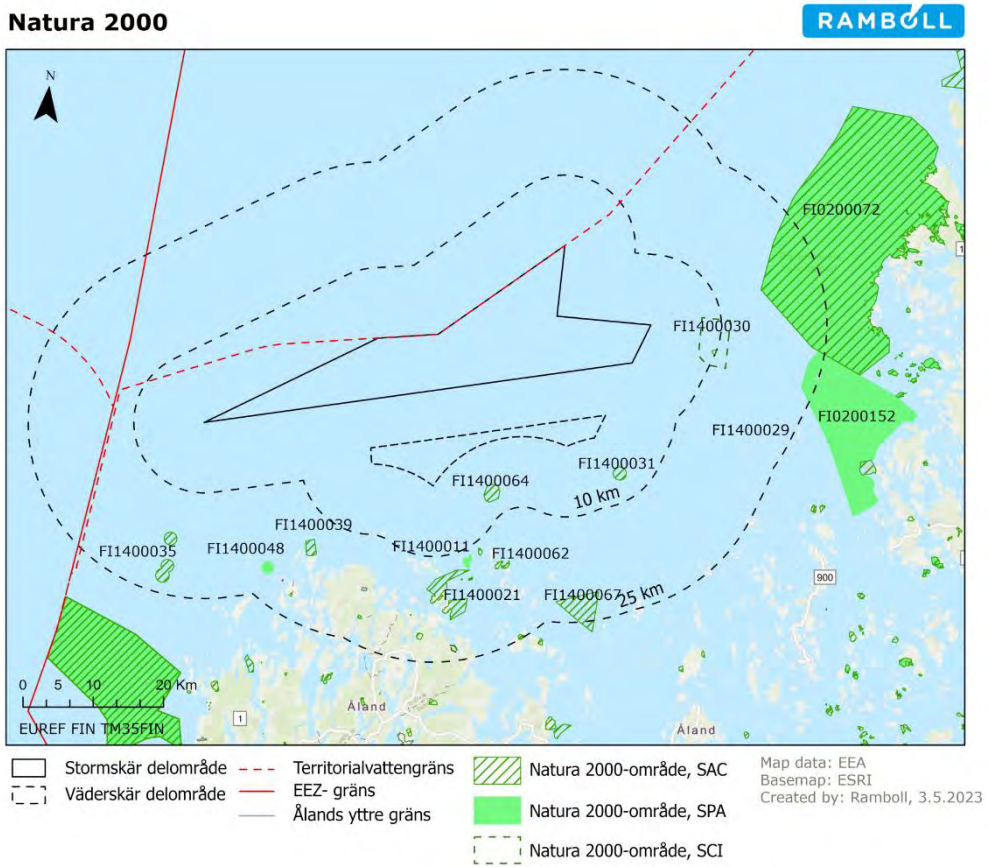 Natura 2000
RAMBOLL
N
FI0200072
FI1400030
FI0200152
FI1400029
FI1400031
FI1400064
10 km
FI1400039
FI1400035
FI1400048
FI1400011
FI1400062
FI1400021
FI1400067
25 km
900
1
0 5 10 20 Km
Åland
1
Åland
EUREF FIN TM35FIN
Stormskär delområde
Väderskär delområde
Territorialvattengräns
EEZ- gräns
Ålands yttre gräns
Natura 2000-område, SAC
Natura 2000-område, SPA
Natura 2000-område, SCI
Map data: EEA
Basemap: ESRI
Created by: Ramboll, 3.5.2023